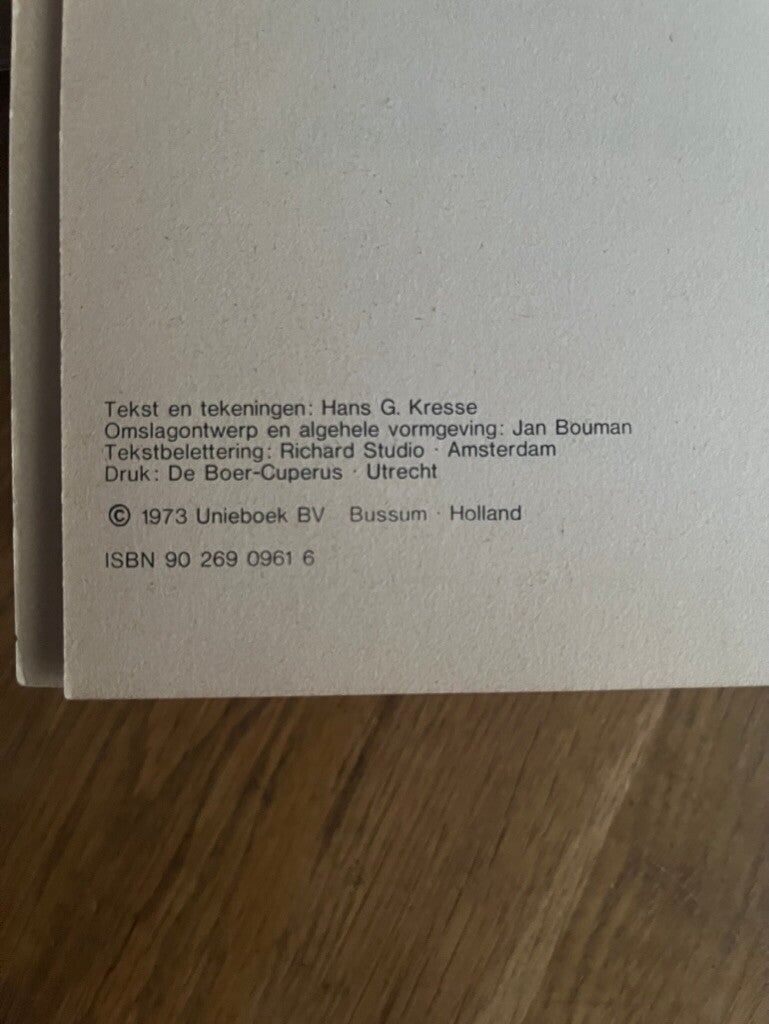 Tekst en tekeningen: Hans G. Kresse
Omslagontwerp en algehele vormgeving: Jan Bouman
Tekstbelettering: Richard Studio · Amsterdam
Druk: De Boer-Cuperus · Utrecht
© 1973 Unieboek BV Bussum · Holland
ISBN 90 269 0961 6